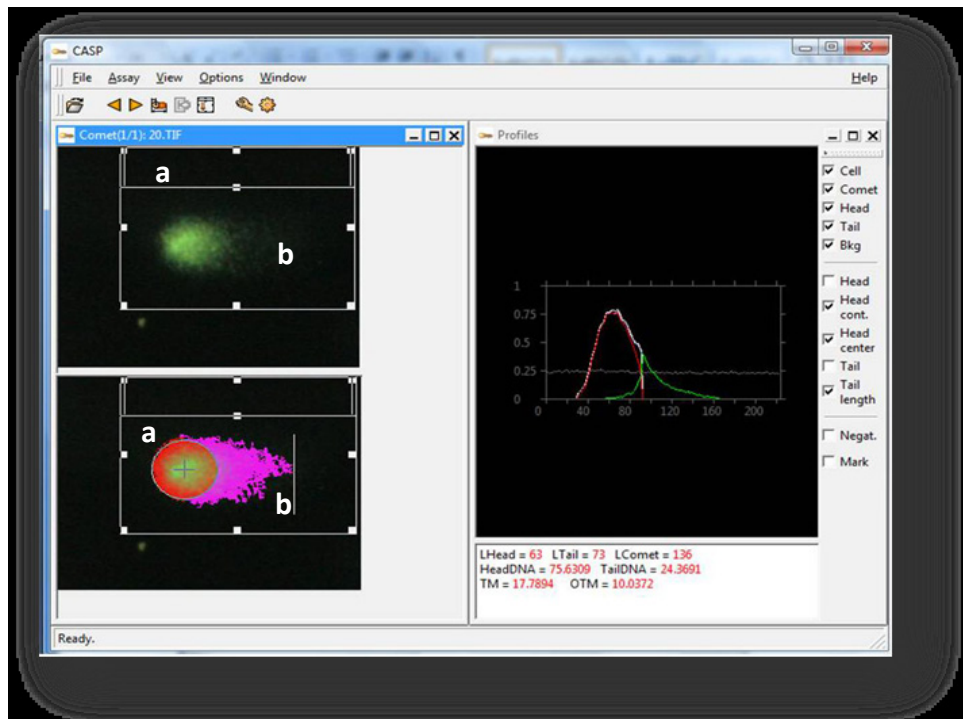 CASP
File Assay View Options Window Help
Comet(1/1): 20.TIF
a
b
a
b
Profiles
1
0.75
0.5
0.25
0
0 40 80 120 160 200
Cell
Comet
Head
Tail
Bkg
Head
Head
cont.
Head
center
Tail
Tail
length
Negat.
Mark
LHead = 63 LTail = 73 LComet = 136
HeadDNA = 75.6309 TailDNA = 24.3691
TM = 17.7894 OTM = 10.0372
Ready.